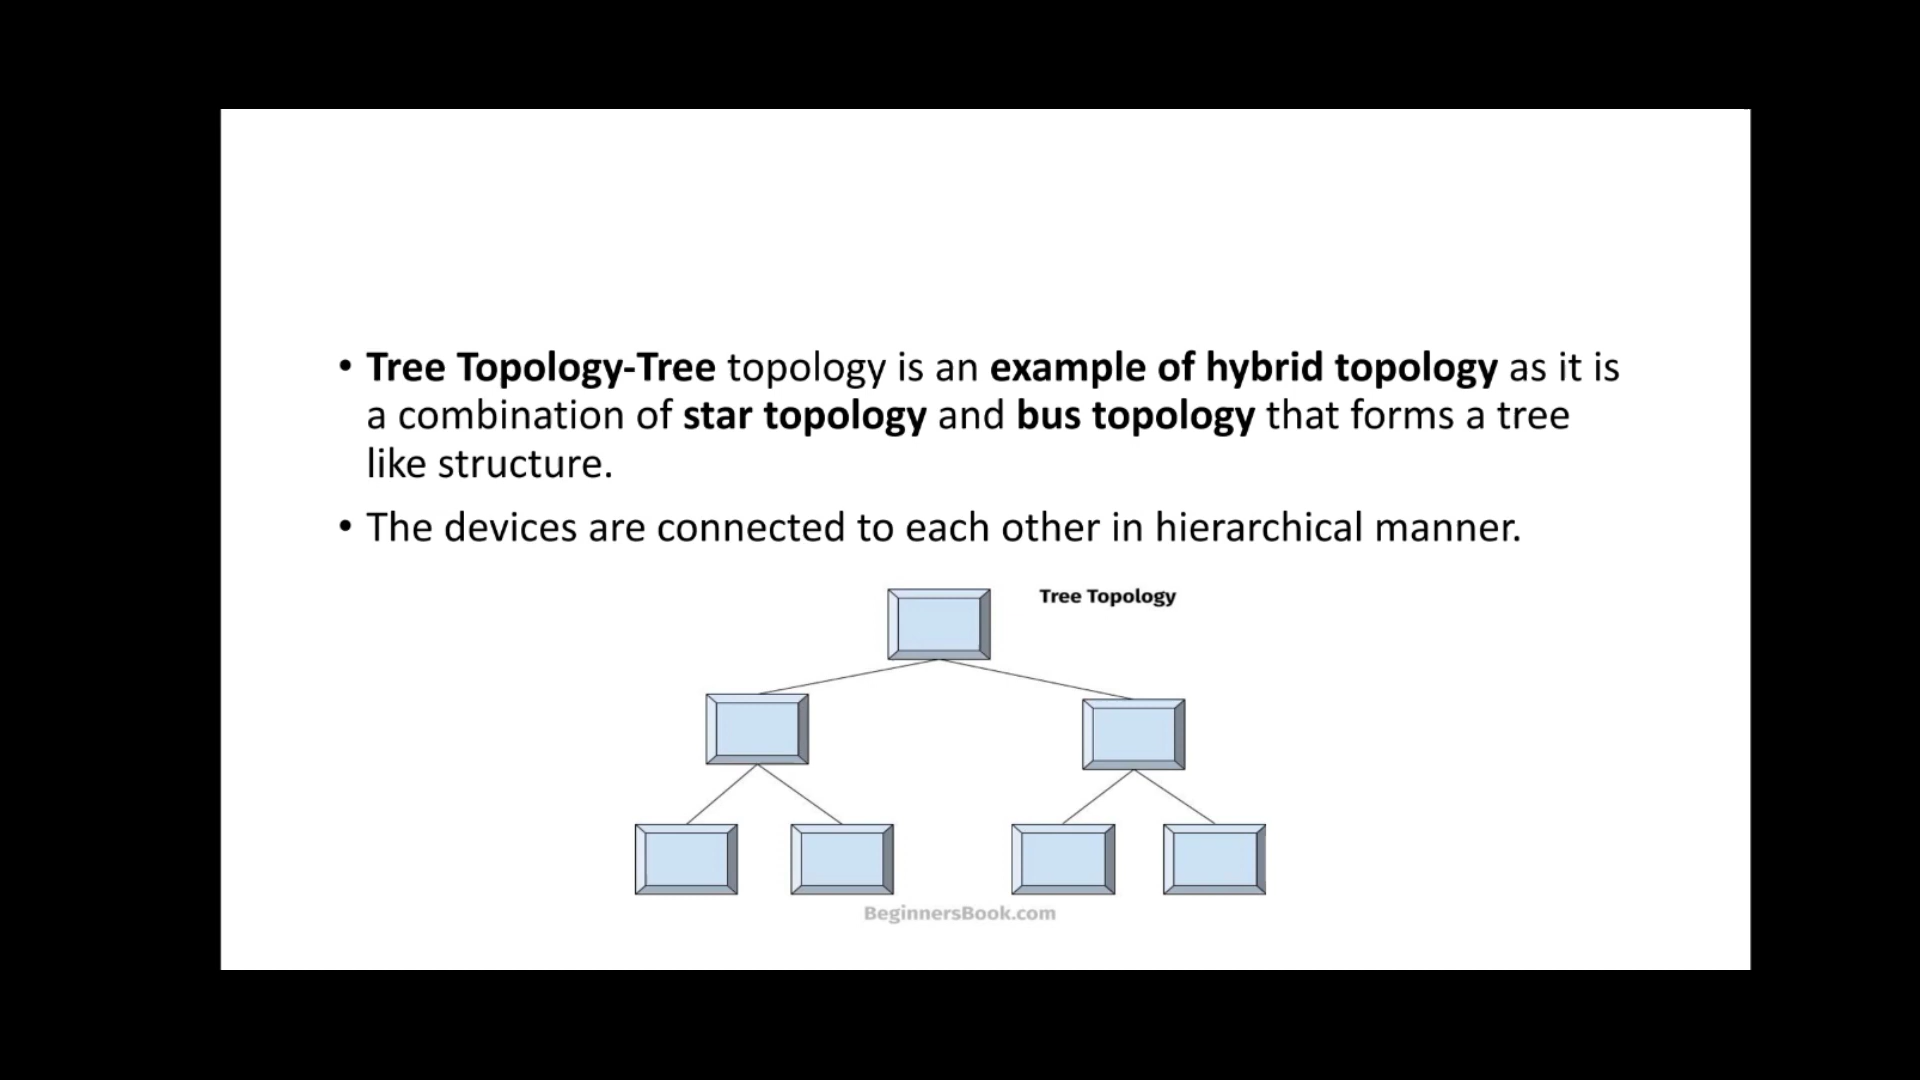 • Tree Topology-Tree topology is an example of hybrid topology as it is
a combination of star topology and bus topology that forms a tree
like structure.
• The devices are connected to each other in hierarchical manner.
Tree Topology
BeginnersBook.com